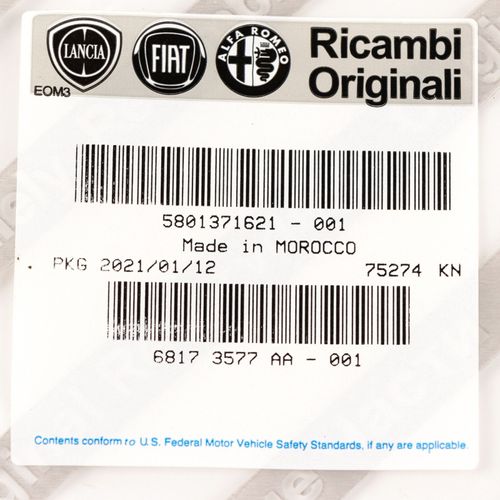 LANCIA FIAT ALFA ROMEO Ricambi
Originali
EOM3
5801371621 - 001
Made in MOROCCO
PKG 2021/01/12 75274 KN
6817 3577 AA - 001
Contents conform to U.S. Federal Motor Vehicle Safety Standards, if any are applicable.